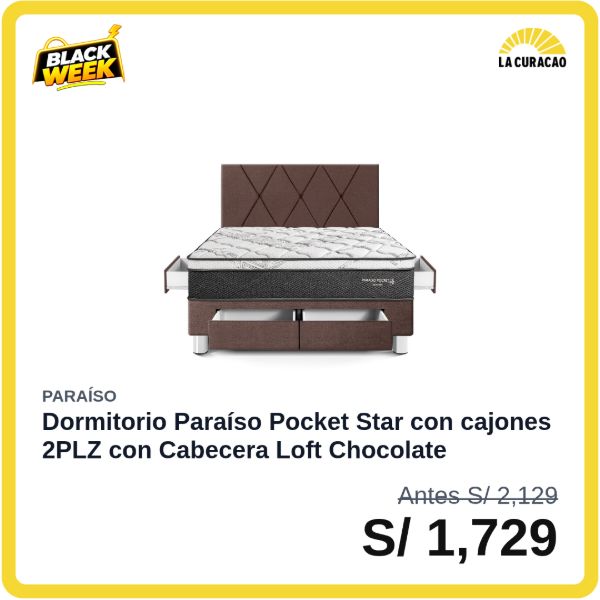 BLACK
WEEK
LA CURACAO
PARAÍSO
Dormitorio Paraíso Pocket Star con cajones
2PLZ con Cabecera Loft Chocolate
Antes S/ 2,129
S/ 1,729